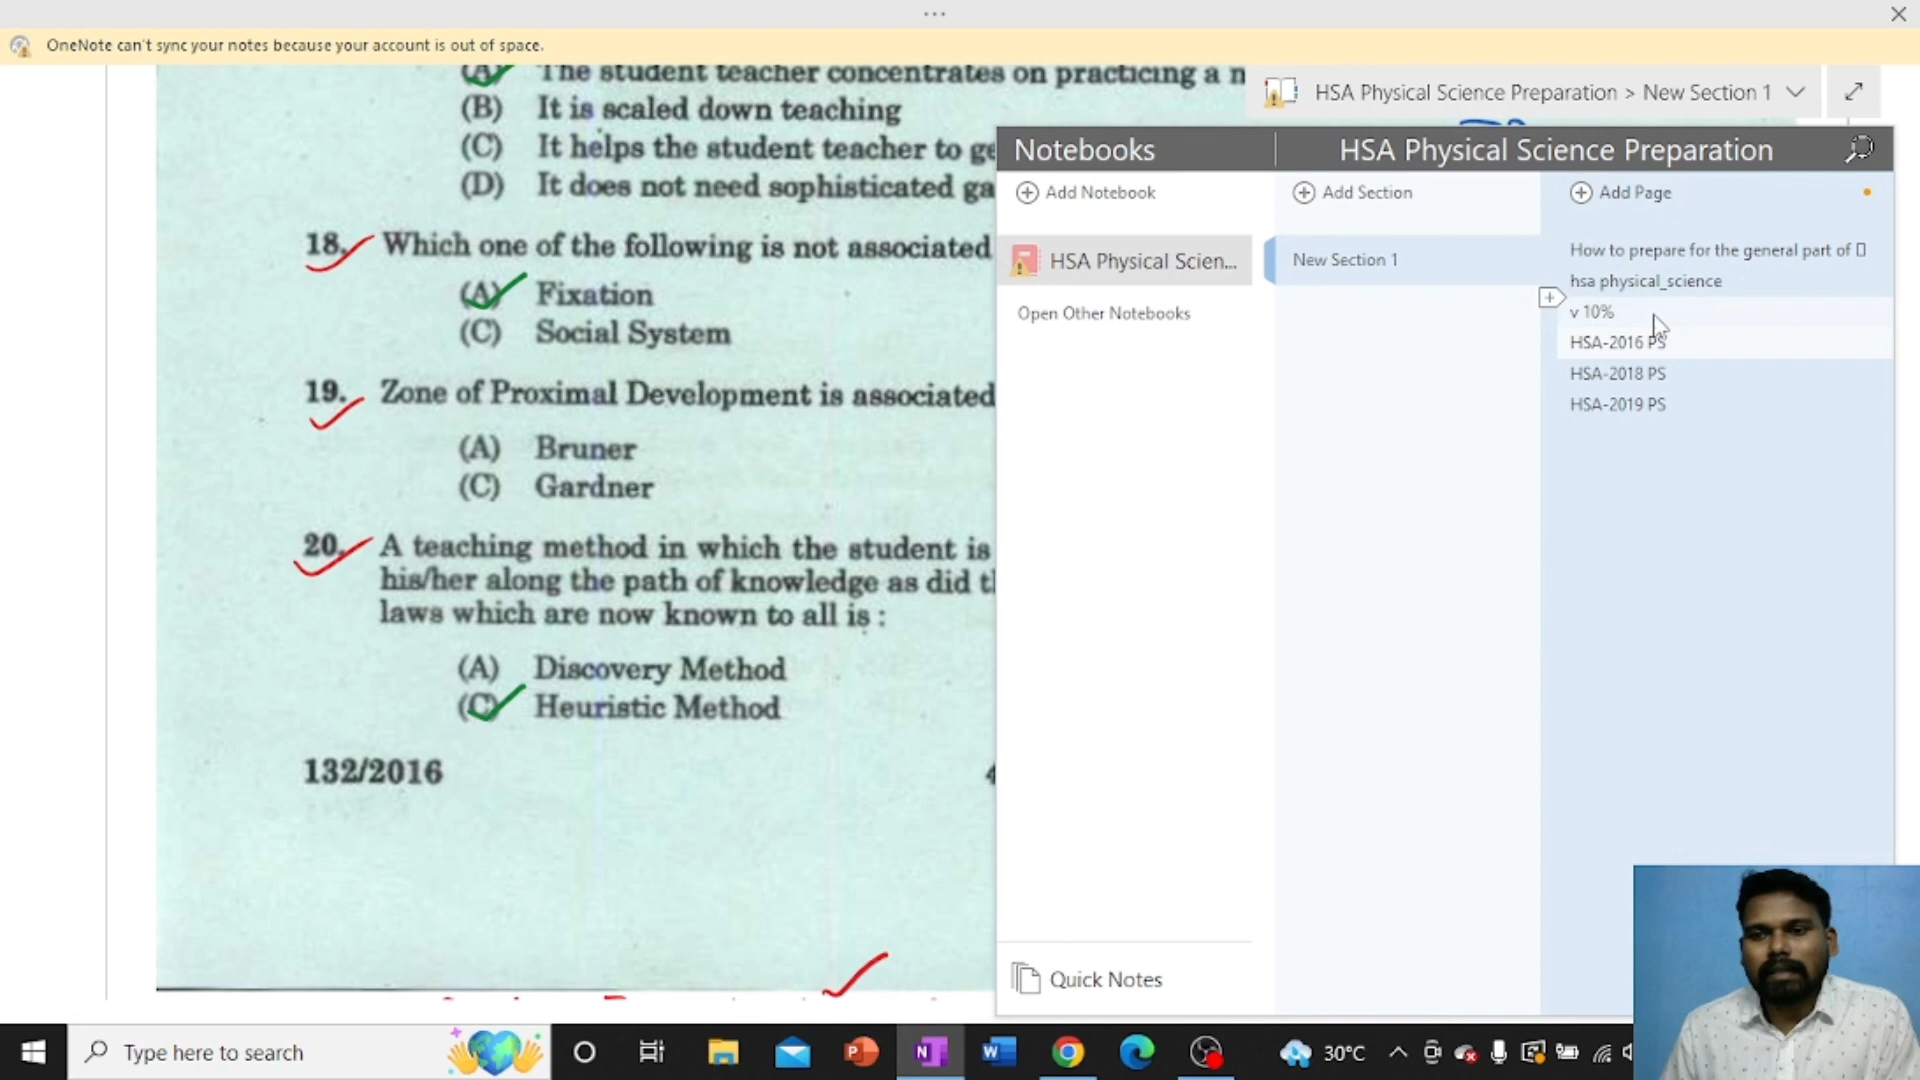 OneNote can't sync your notes because your account is out of space.
(A) The student teacher concentrates on practicing a
(B) It is scaled down teaching
(C) It helps the student teacher to
(D) It does not need sophisticated
18. Which one of the following is not associated
(A) Fixation
(C) Social System
19. Zone of Proximal Development is associated
(A) Bruner
(C) Gardner
20. A teaching method in which the student is
his/her along the path of knowledge as did
laws which are now known to all is :
(A) Discovery Method
(C) Heuristic Method
132/2016
4
HSA Physical Science Preparation > New Section 1
Notebooks
HSA Physical Science Preparation
Add Notebook
Add Section
Add Page
HSA Physical Scien...
New Section 1
Open Other Notebooks
How to prepare for the general part of
hsa physical_science
v 10%
HSA-2016 PS
HSA-2018 PS
HSA-2019 PS
Quick Notes
Type here to search
30°C